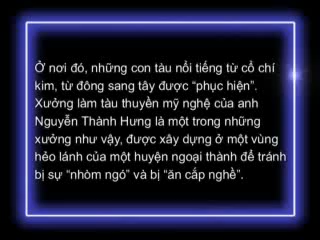 Ở nơi đó, những con tàu nổi tiếng từ cổ chí
kim, từ đông sang tây được “phục hiện”.
Xưởng làm tàu thuyền mỹ nghệ của anh
Nguyễn Thành Hưng là một trong những
xưởng như vậy, được xây dựng ở một vùng
hẻo lánh của một huyện ngoại thành để tránh
bị sự “nhòm ngó” và bị “ăn cắp nghề”.